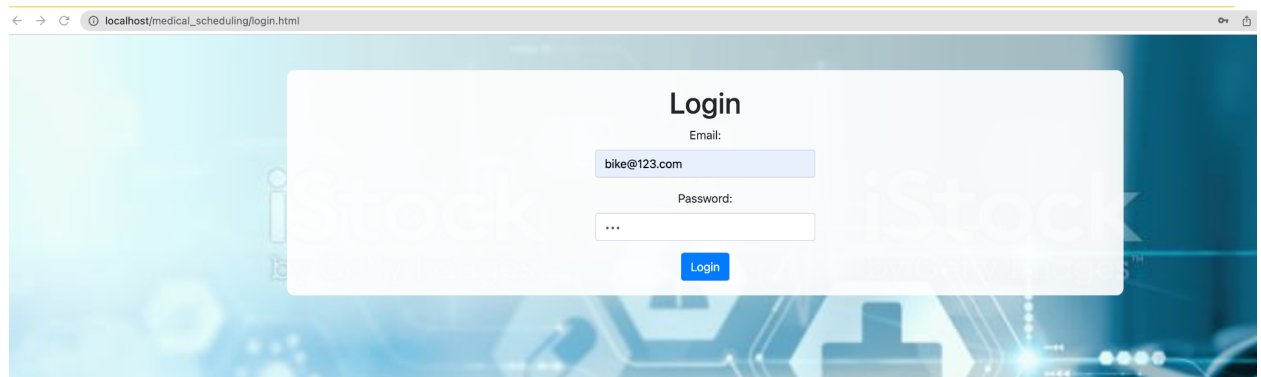 localhost/medical_scheduling/login.html
Login
Email:
bike@123.com
Password:
•••
Login
iStock iStock